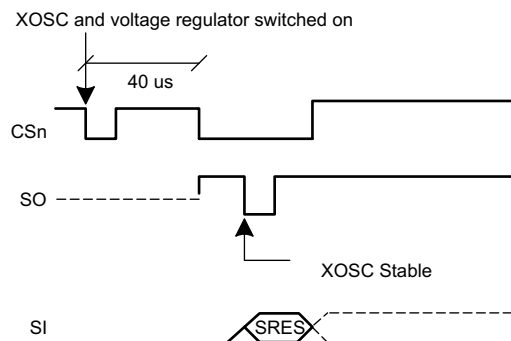 XOSC and voltage regulator switched on
40 us
CSn
SO
XOSC Stable
SI
SRES